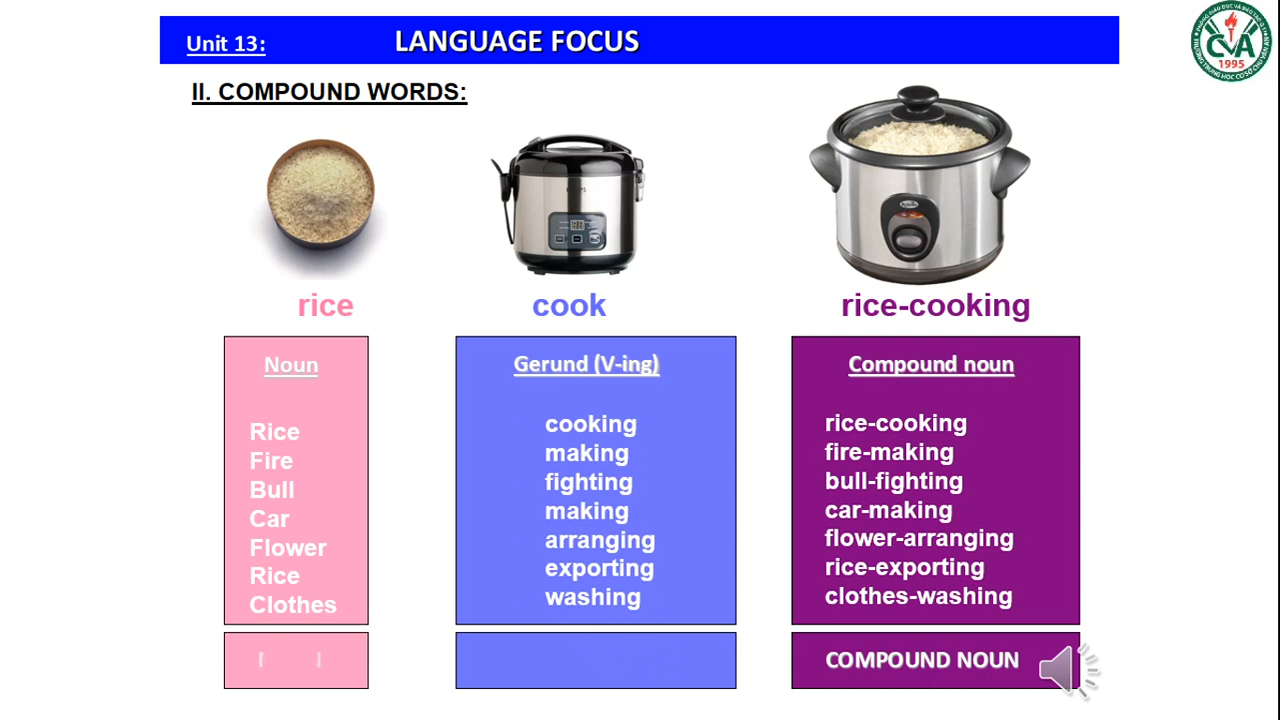 Unit 13: LANGUAGE FOCUS
CVA
1995
II. COMPOUND WORDS:
rice cook rice-cooking
Noun
Rice
Fire
Bull
Car
Flower
Rice
Clothes
Gerund (V-ing)
cooking
making
fighting
making
arranging
exporting
washing
Compound noun
rice-cooking
fire-making
bull-fighting
car-making
flower-arranging
rice-exporting
clothes-washing
COMPOUND NOUN